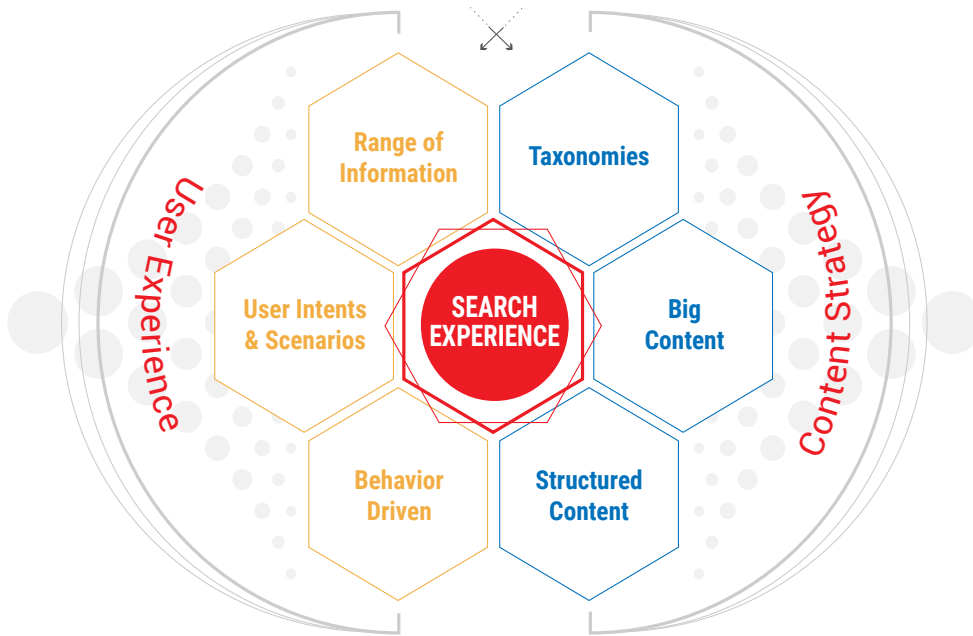 Range of
Information
Taxonomies
User Experience
User Intents
& Scenarios
SEARCH
EXPERIENCE
Big
Content
Content Strategy
Behavior
Driven
Structured
Content